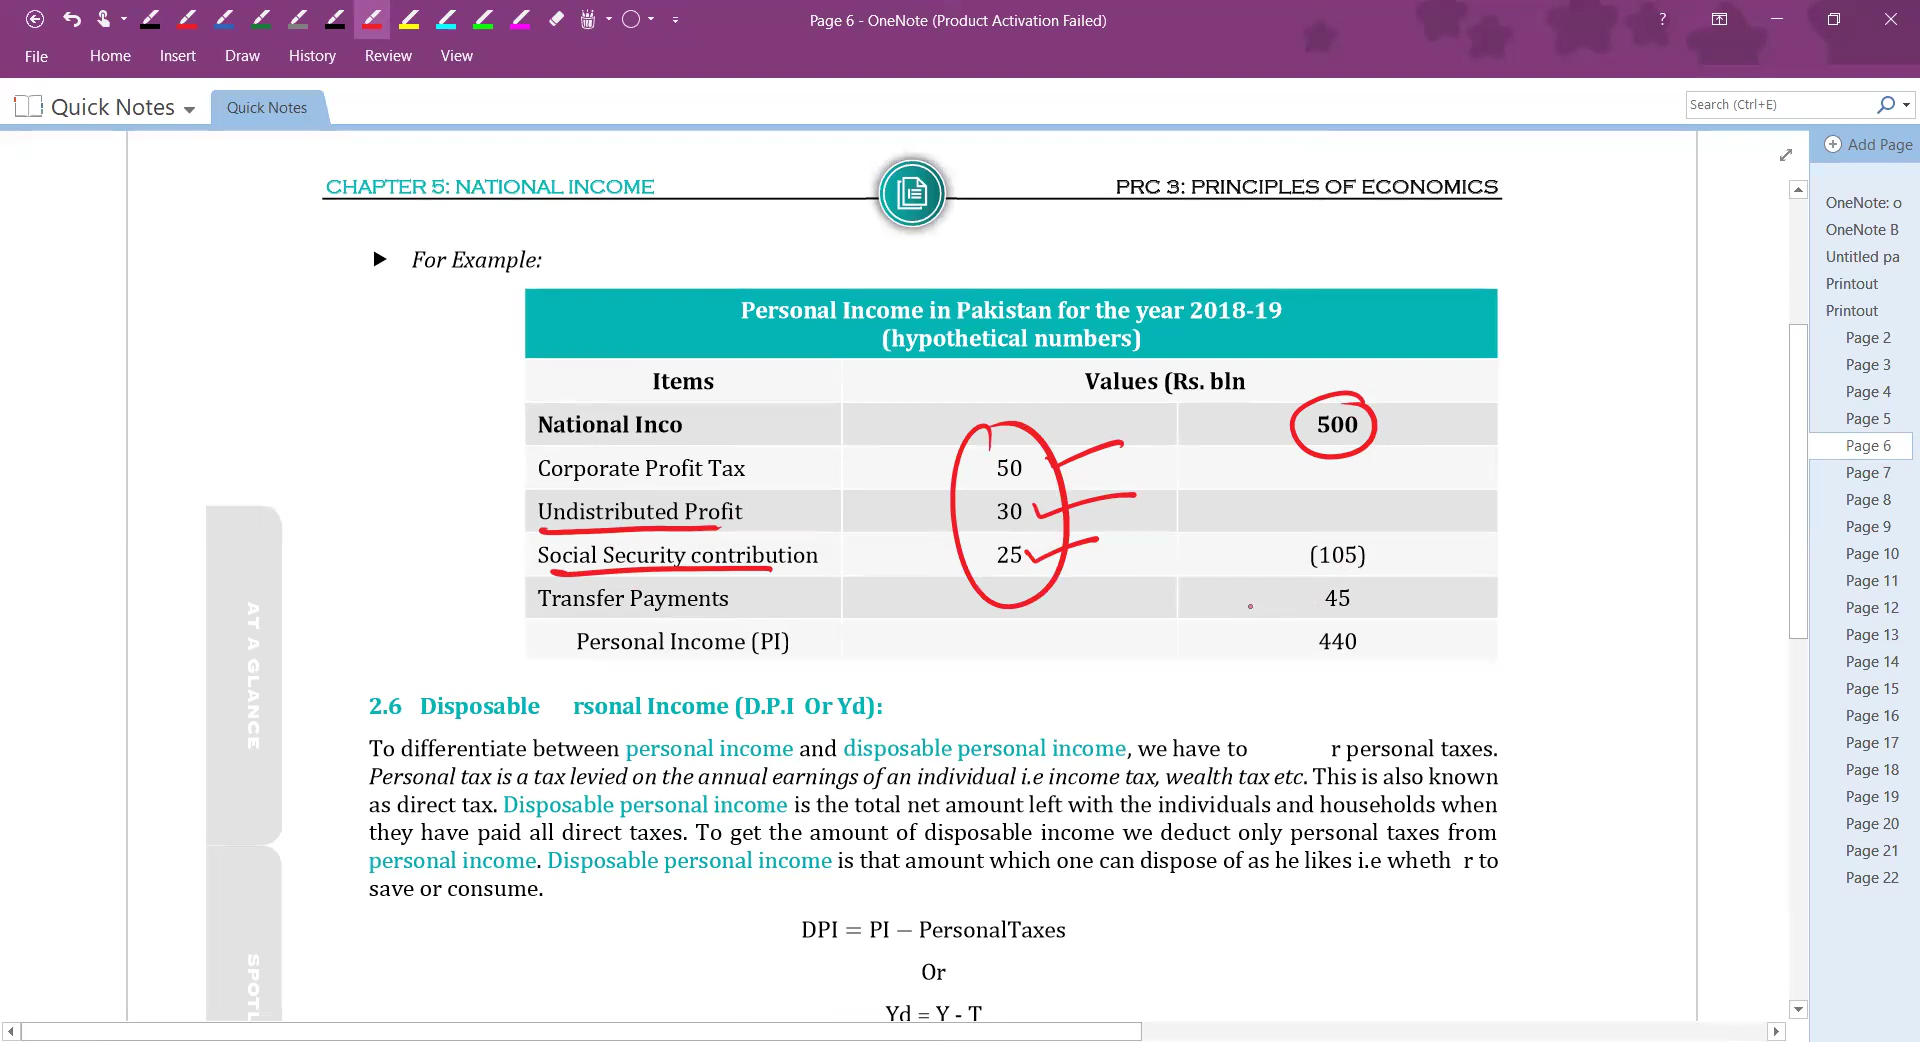 Page 6 - OneNote (Product Activation Failed)
?
File Home Insert Draw History Review View
Quick Notes
Quick Notes
Search (Ctrl+E)
Add Page
OneNote: o
OneNote B
Untitled pa
Printout
Printout
Page 2
Page 3
Page 4
Page 5
Page 6
Page 7
Page 8
Page 9
Page 10
Page 11
Page 12
Page 13
Page 14
Page 15
Page 16
Page 17
Page 18
Page 19
Page 20
Page 21
Page 22
CHAPTER 5: NATIONAL INCOME
PRC 3: PRINCIPLES OF ECONOMICS
For Example:
Personal Income in Pakistan for the year 2018-19
(hypothetical numbers)
Items Values (Rs. bln
National Inco 500
Corporate Profit Tax 50
Undistributed Profit 30
Social Security contribution 25 (105)
Transfer Payments 45
Personal Income (PI) 440
AT A GLANCE
SPOTL
2.6 Disposable rsonal Income (D.P.I Or Yd):
To differentiate between personal income and disposable personal income, we have to r personal taxes.
Personal tax is a tax levied on the annual earnings of an individual i.e income tax, wealth tax etc. This is also known
as direct tax. Disposable personal income is the total net amount left with the individuals and households when
they have paid all direct taxes. To get the amount of disposable income we deduct only personal taxes from
personal income. Disposable personal income is that amount which one can dispose of as he likes i.e wheth r to
save or consume.
DPI = PI − PersonalTaxes
Or
Yd = Y - T